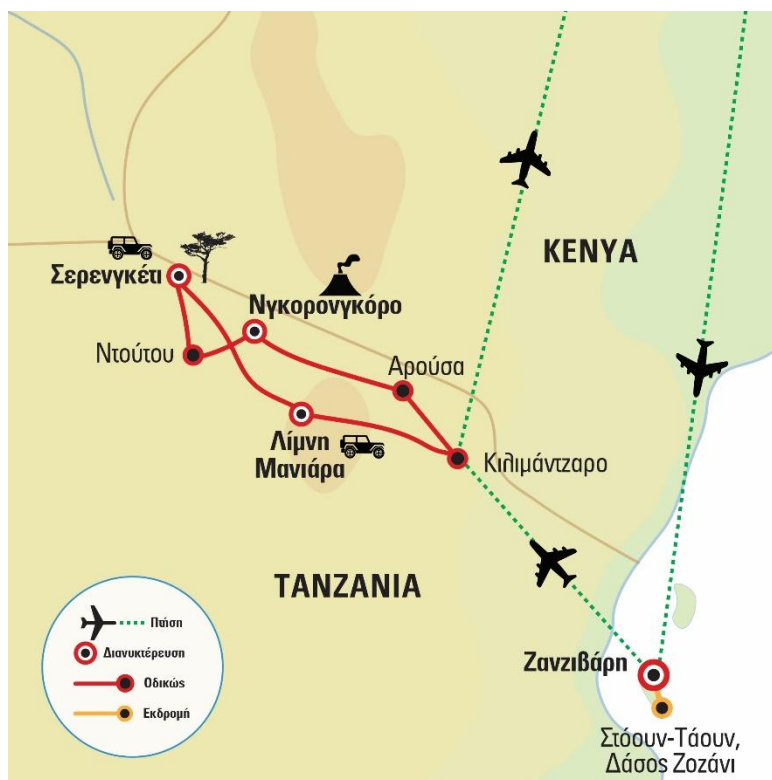 KENYA
Σερενγκέτι
Νγκορονγκόρο
Ντούτου
Αρούσα
Λίμνη
Μανιάρα
Κιλιμάντζαρο
TANZANIA
Ζανζιβάρη
Στόουν-Τάουν,
Δάσος Ζοζάνι
Πτήση
Διανυκτέρευση
Οδικώς
Εκδρομή